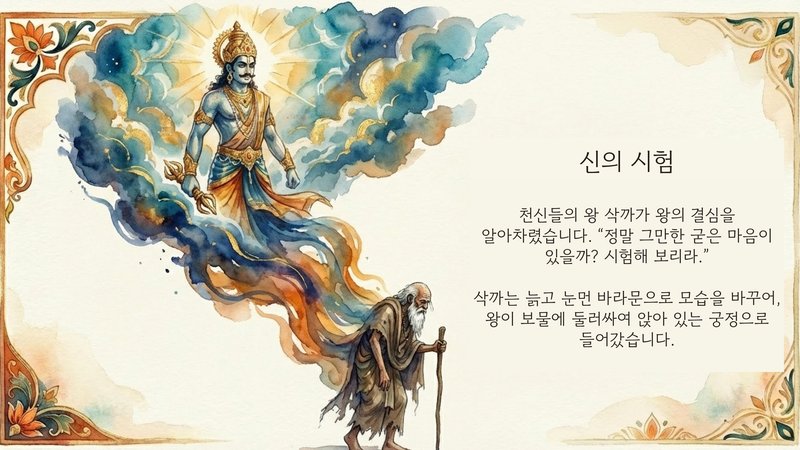 신의 시험
천신들의 왕 삭까가 왕의 결심을
알아차렸습니다. “정말 그만한 굳은 마음이
있을까? 시험해 보리라.”
삭까는 늙고 눈먼 바라문으로 모습을 바꾸어,
왕이 보물에 둘러싸여 앉아 있는 궁정으로
들어갔습니다.